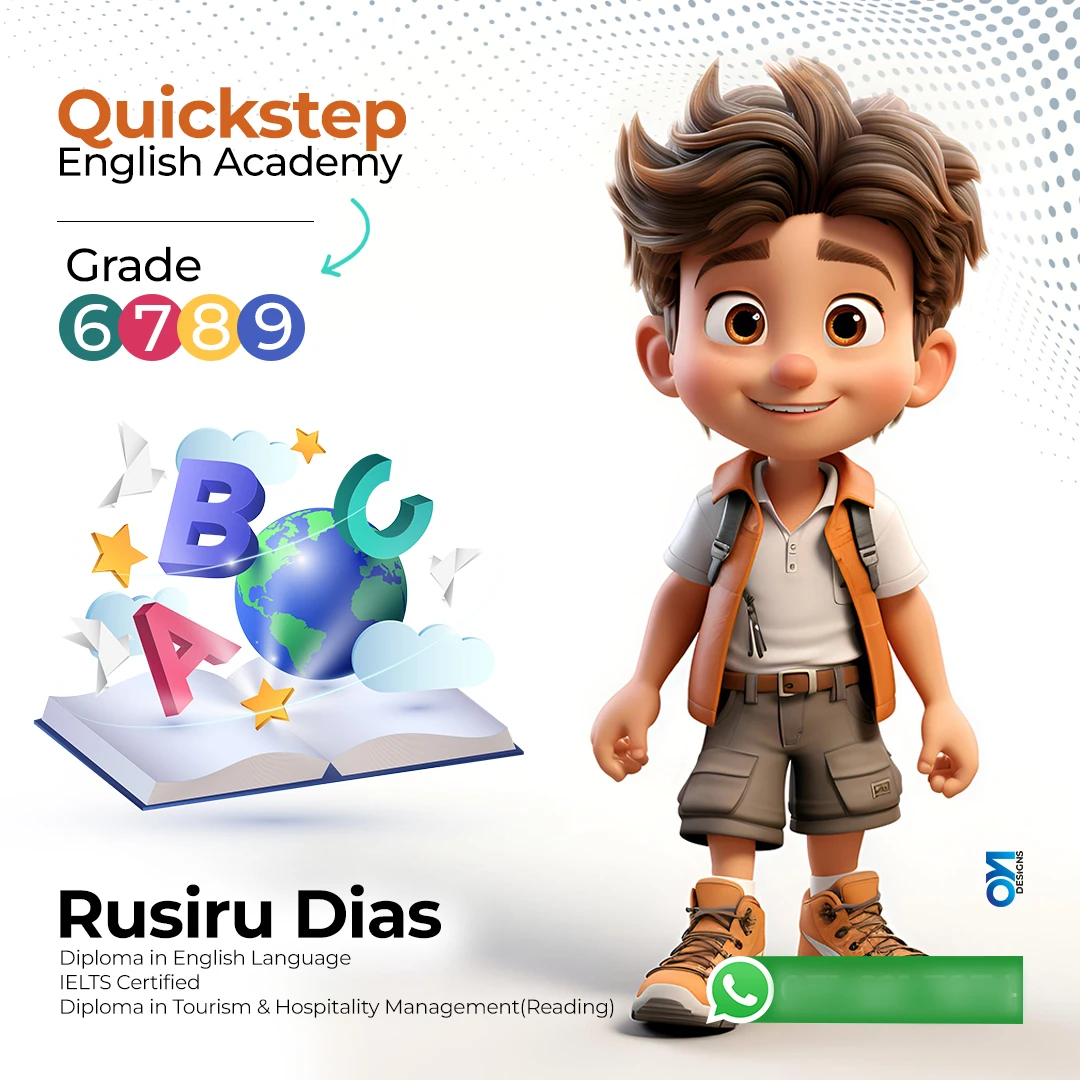 Quickstep
English Academy
Grade
6789
B C
A
Rusiru Dias
Diploma in English Language
IELTS Certified
Diploma in Tourism & Hospitality Management(Reading)
OM
DESIGNS